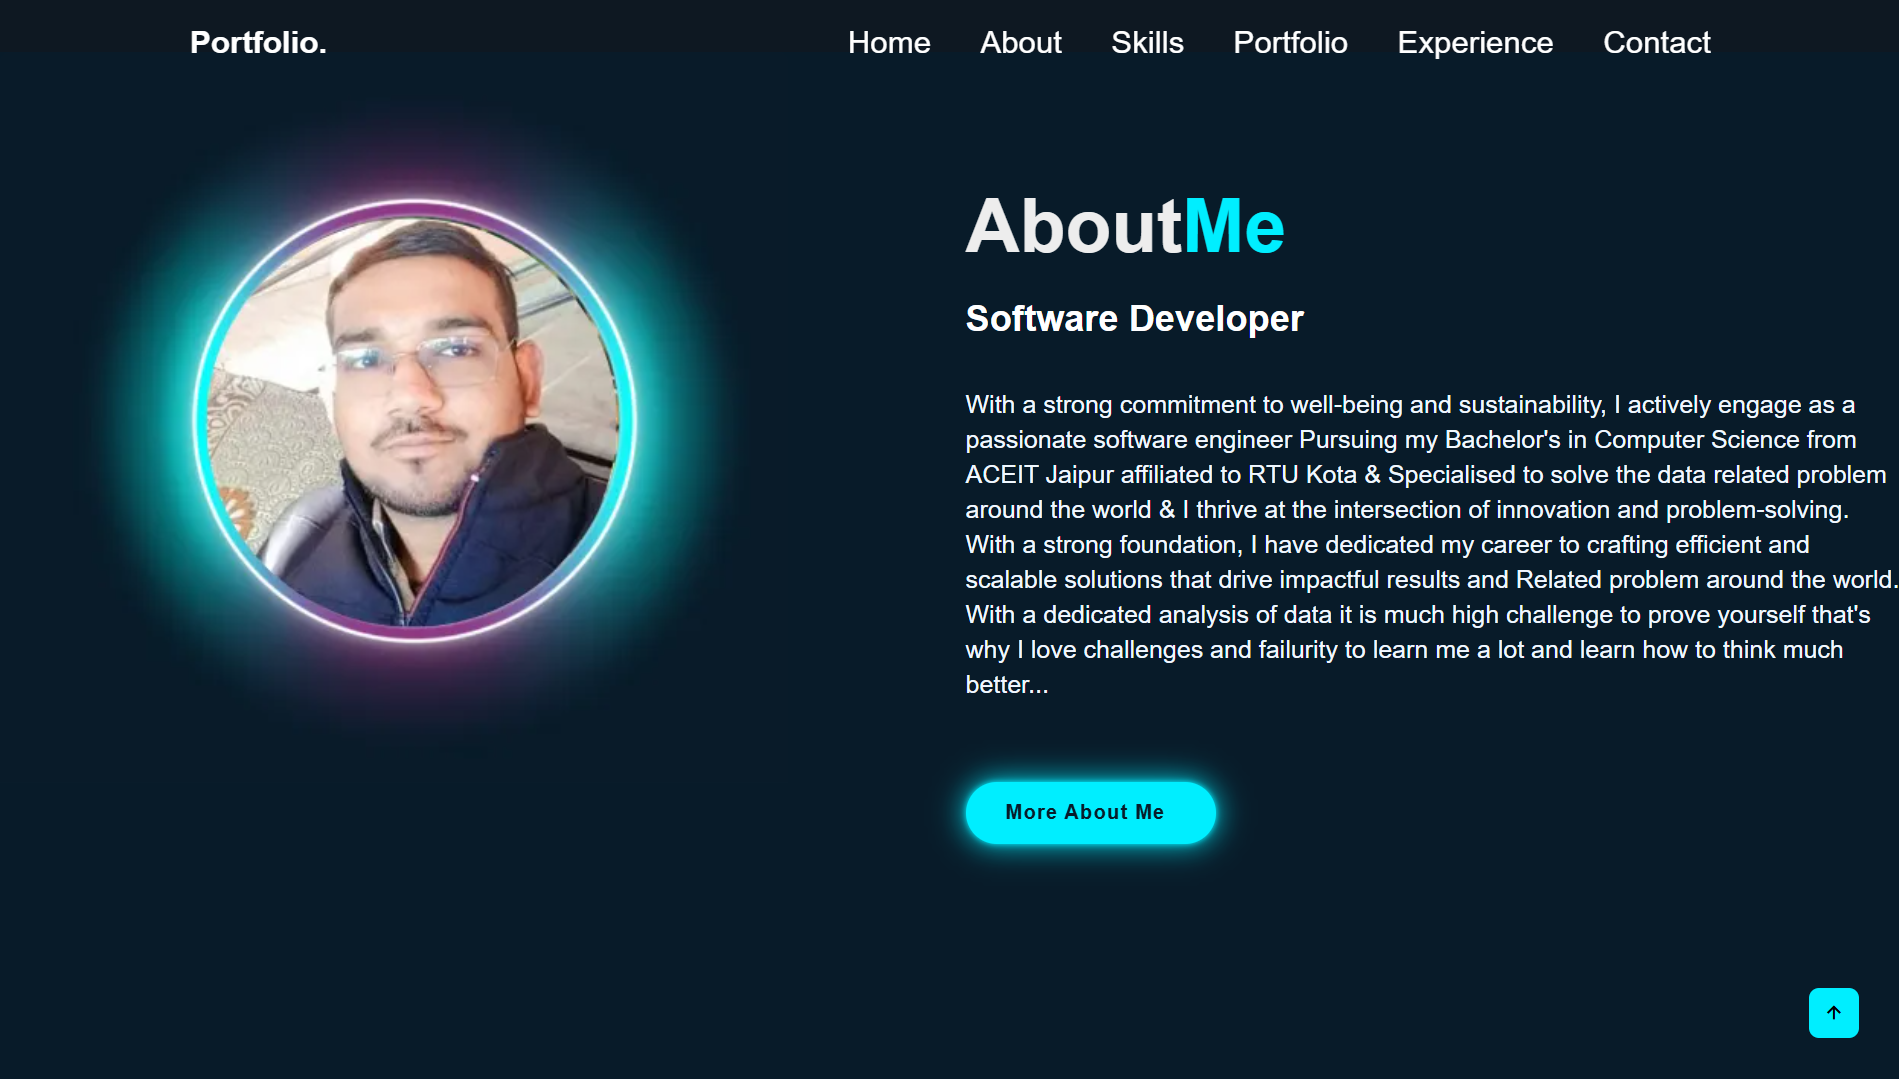 Portfolio.
Home About Skills Portfolio Experience Contact
AboutMe
Software Developer
With a strong commitment to well-being and sustainability, I actively engage as a
passionate software engineer Pursuing my Bachelor's in Computer Science from
ACEIT Jaipur affiliated to RTU Kota & Specialised to solve the data related problem
around the world & I thrive at the intersection of innovation and problem-solving.
With a strong foundation, I have dedicated my career to crafting efficient and
scalable solutions that drive impactful results and Related problem around the world.
With a dedicated analysis of data it is much high challenge to prove yourself that's
why I love challenges and failurity to learn me a lot and learn how to think much
better...
More About Me